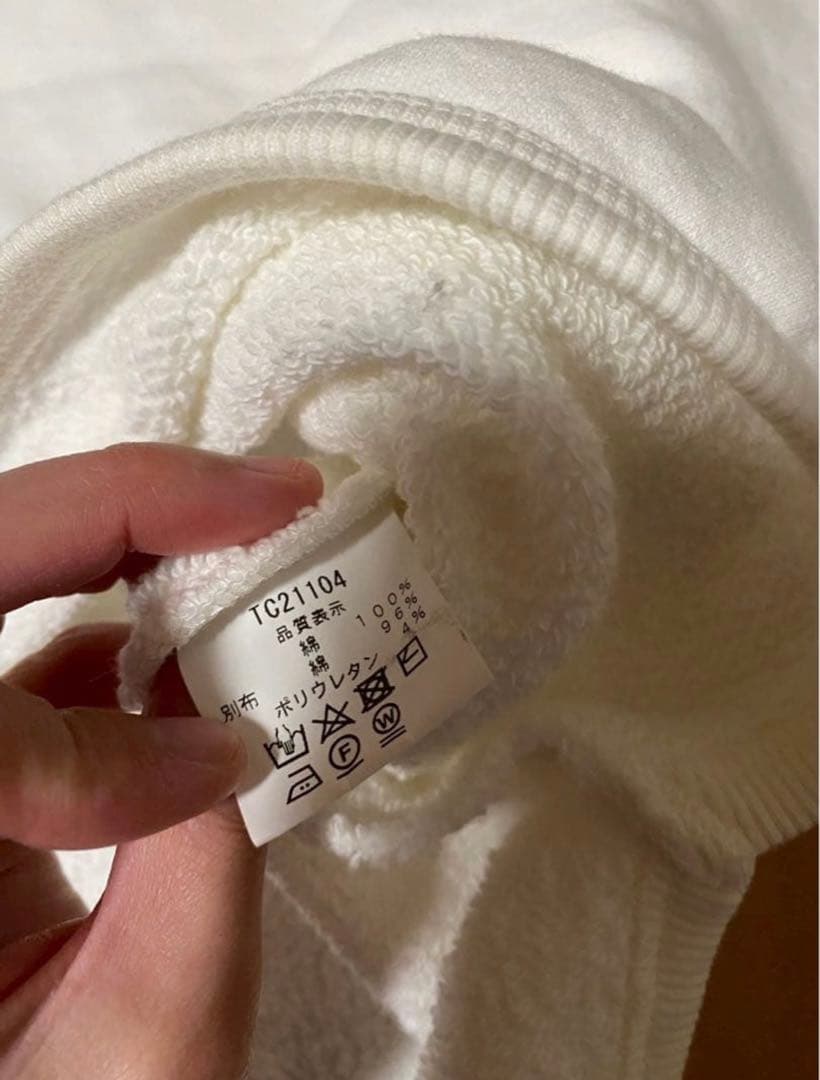 TC21104
品質表示
綿 100%
綿 96%
別布 ポリウレタン 4%
F W